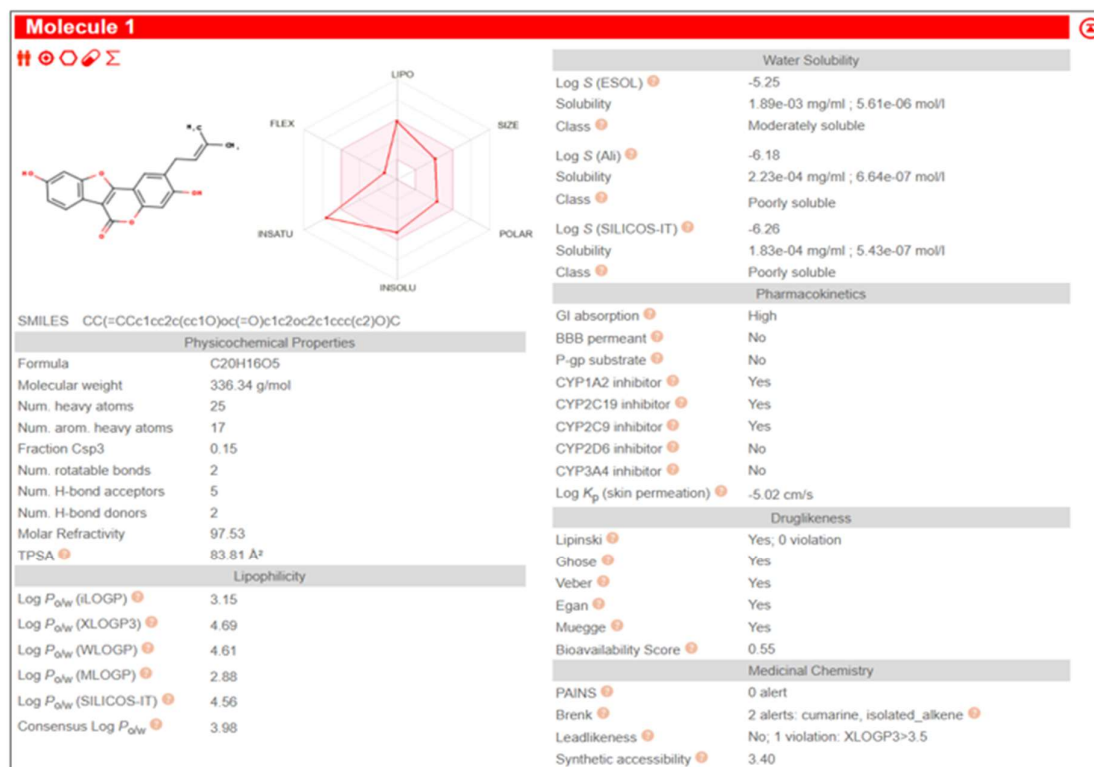 Molecule 1
LIPO
FLEX
SIZE
INSATU
POLAR
INSOLU
H₃C
CH₃
HO
O
OH
O
O
SMILES CC(=CCc1cc2c(cc1O)oc(=O)c1c2oc2c1ccc(c2)O)C
Physicochemical Properties
Formula C20H16O5
Molecular weight 336.34 g/mol
Num. heavy atoms 25
Num. arom. heavy atoms 17
Fraction Csp3 0.15
Num. rotatable bonds 2
Num. H-bond acceptors 5
Num. H-bond donors 2
Molar Refractivity 97.53
TPSA ? 83.81 Å²
Lipophilicity
Log Po/w (iLOGP) ? 3.15
Log Po/w (XLOGP3) ? 4.69
Log Po/w (WLOGP) ? 4.61
Log Po/w (MLOGP) ? 2.88
Log Po/w (SILICOS-IT) ? 4.56
Consensus Log Po/w ? 3.98
Water Solubility
Log S (ESOL) ? -5.25
Solubility 1.89e-03 mg/ml ; 5.61e-06 mol/l
Class ? Moderately soluble
Log S (Ali) ? -6.18
Solubility 2.23e-04 mg/ml ; 6.64e-07 mol/l
Class ? Poorly soluble
Log S (SILICOS-IT) ? -6.26
Solubility 1.83e-04 mg/ml ; 5.43e-07 mol/l
Class ? Poorly soluble
Pharmacokinetics
GI absorption ? High
BBB permeant ? No
P-gp substrate ? No
CYP1A2 inhibitor ? Yes
CYP2C19 inhibitor ? Yes
CYP2C9 inhibitor ? Yes
CYP2D6 inhibitor ? No
CYP3A4 inhibitor ? No
Log Kp (skin permeation) ? -5.02 cm/s
Druglikeness
Lipinski ? Yes; 0 violation
Ghose ? Yes
Veber ? Yes
Egan ? Yes
Muegge ? Yes
Bioavailability Score ? 0.55
Medicinal Chemistry
PAINS ? 0 alert
Brenk ? 2 alerts: cumarine, isolated_alkene ?
Leadlikeness ? No; 1 violation: XLOGP3>3.5
Synthetic accessibility ? 3.40